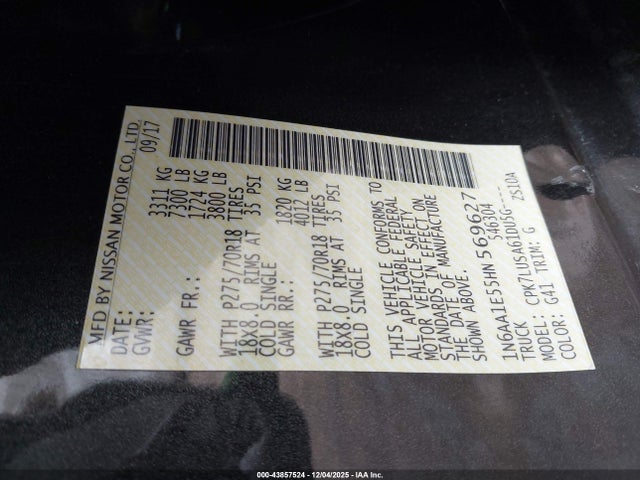 MFD BY NISSAN MOTOR CO., LTD.
DATE: 09/17
GVWR: 3311 KG
7300 LB
GAWR FR.: 1724 KG
3800 LB
WITH P275/70R18 TIRES
18X8.0 RIMS AT 35 PSI
COLD SINGLE
GAWR RR.: 1820 KG
4012 LB
WITH P275/70R18 TIRES
18X8.0 RIMS AT 35 PSI
COLD SINGLE
THIS VEHICLE CONFORMS TO
ALL APPLICABLE FEDERAL
MOTOR VEHICLE SAFETY
STANDARDS IN EFFECT ON
THE DATE OF MANUFACTURE
SHOWN ABOVE.
1N6AA1E55HN569627
TRUCK 546304
MODEL: CPK7LUSA61DU5G----
COLOR: G41 TRIM: G ZS10A
000-43857524 | 12/04/2025 - IAA Inc.